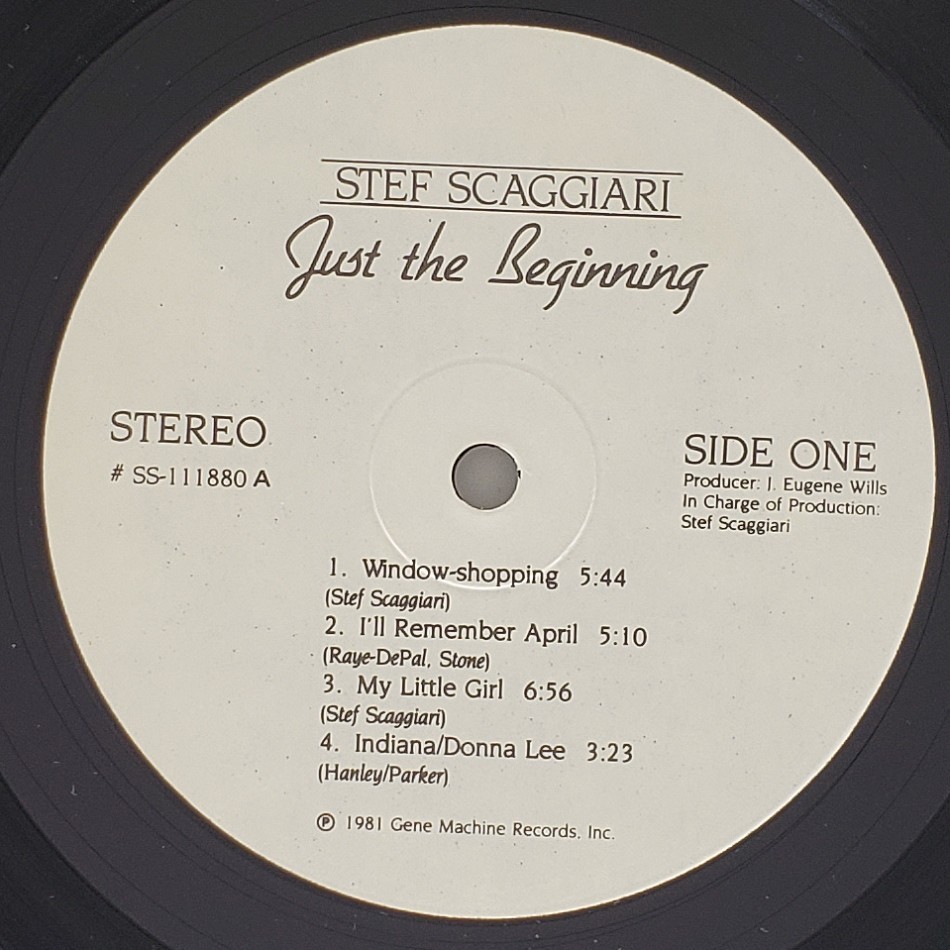 STEF SCAGGIARI
Just the Beginning
STEREO
# SS-111880 A
SIDE ONE
Producer: J. Eugene Wills
In Charge of Production:
Stef Scaggiari
1. Window-shopping 5:44
(Stef Scaggiari)
2. I'll Remember April 5:10
(Raye-DePal, Stone)
3. My Little Girl 6:56
(Stef Scaggiari)
4. Indiana/Donna Lee 3:23
(Hanley/Parker)
℗ 1981 Gene Machine Records, Inc.